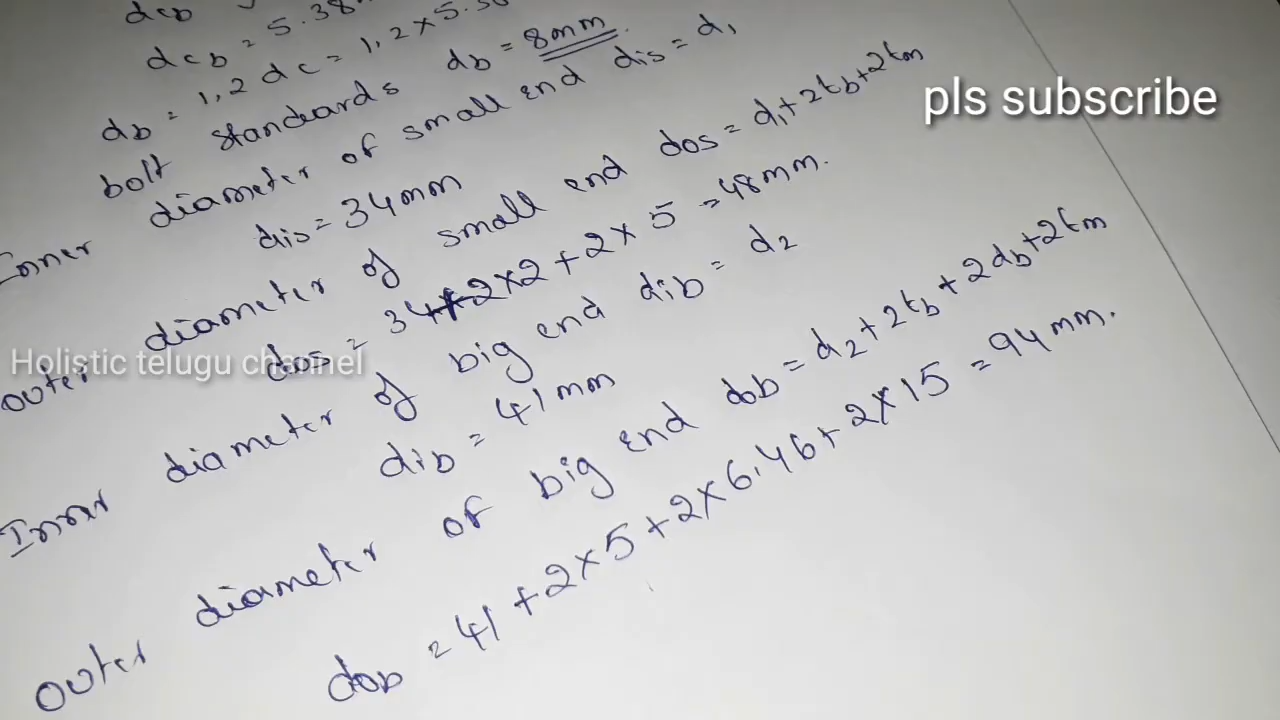 dcb
dcb = 5.38
db = 1.2 dc = 1.2 × 5.38
bolt standards db = 8mm
Inner diameter of small end dis = d1
dis = 34mm
outer diameter of small end dos = d1 + 2tb + 2tm
dos = 34+2×2 + 2×5 = 48mm.
Inner diameter of big end dib = d2
dib = 41mm
outer diameter of big end dob = d2 + 2tb + 2db + 2tm
dob = 41 + 2×5 + 2×6.46 + 2×15 = 94mm.
pls subscribe
Holistic telugu channel